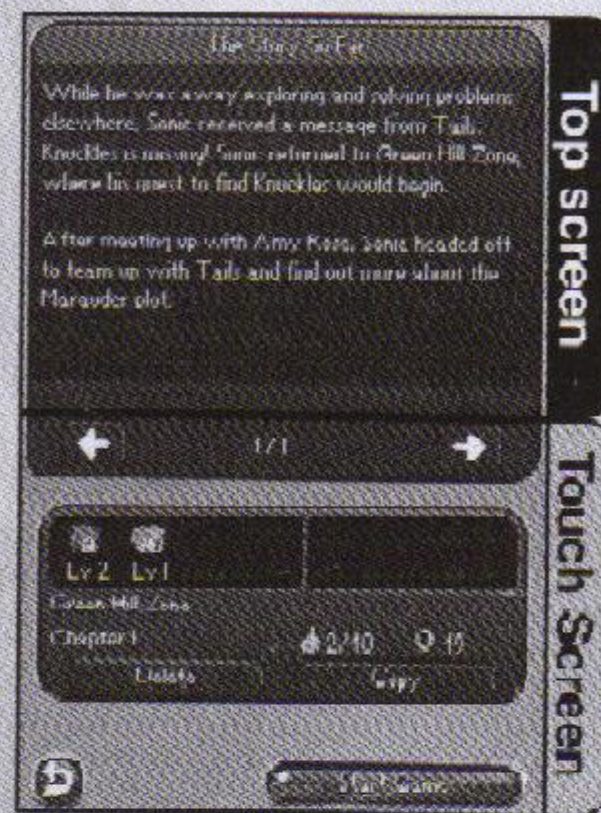 The Story So Far
While he was away exploring and solving problems
elsewhere, Sonic received a message from Tails.
Knuckles is missing! Sonic returned to Green Hill Zone,
where his quest to find Knuckles would begin.
After meeting up with Amy Rose, Sonic headed off
to team up with Tails and find out more about the
Marauder plot.
1/1
Lv 2 Lv 1
Green Hill Zone
Chapter 1 2/40
Delete Copy
Start Game
Top screen
Touch Screen